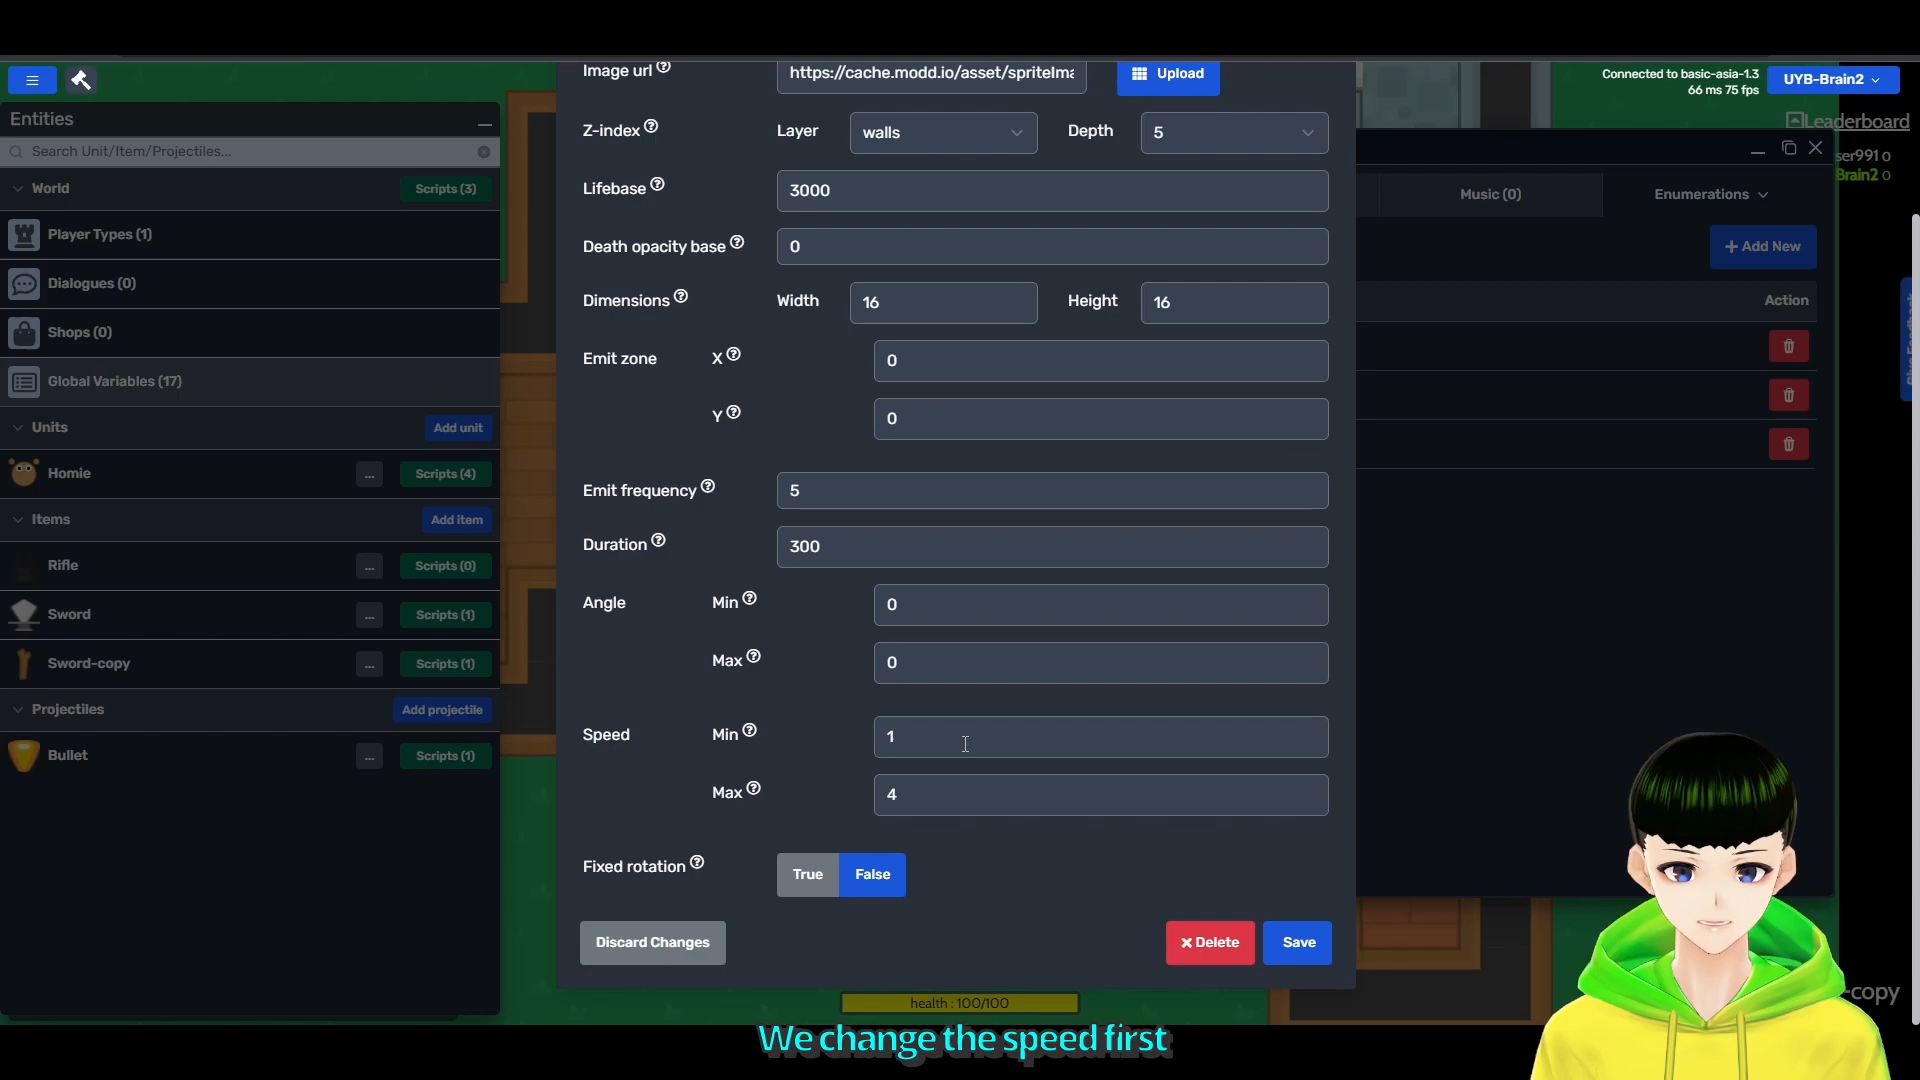 Image url
https://cache.modd.io/asset/spriteIma
Upload
Connected to basic-asia-1.3
66 ms 75 fps
UYB-Brain2
Leaderboard
ser991 0
Brain2 0
Entities
Search Unit/Item/Projectiles...
World
Scripts (3)
Player Types (1)
Dialogues (0)
Shops (0)
Global Variables (17)
Units
Add unit
Homie
...
Scripts (4)
Items
Add item
Rifle
...
Scripts (0)
Sword
...
Scripts (1)
Sword-copy
...
Scripts (1)
Projectiles
Add projectile
Bullet
...
Scripts (1)
Z-index Layer walls Depth 5
Lifebase 3000
Death opacity base 0
Dimensions Width 16 Height 16
Emit zone X 0
Y 0
Emit frequency 5
Duration 300
Angle Min 0
Max 0
Speed Min 1
Max 4
Fixed rotation True False
Discard Changes
Delete
Save
Music (0)
Enumerations
+ Add New
Action
health : 100/100
-copy
We change the speed first